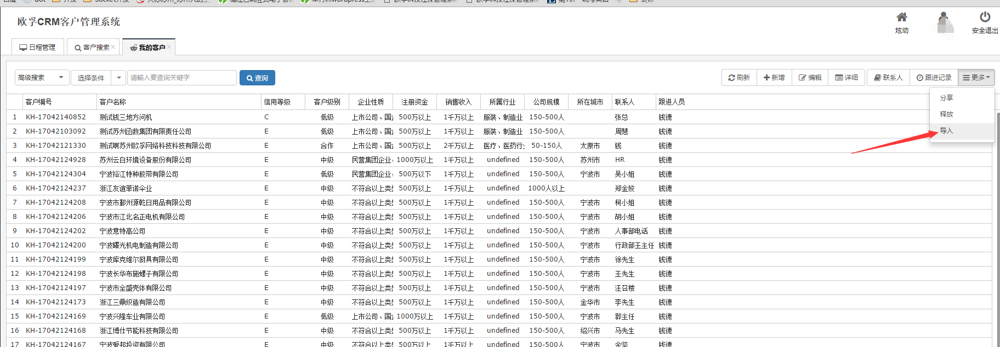 欧孚CRM客户管理系统
炫动
安全退出
日程管理 客户搜索 我的客户
高级搜索 选择条件 请输入要查询关键字 查询 刷新 新增 编辑 详细 联系人 跟进记录 更多
分享
释放
导入
客户编号 客户名称 信用等级 客户级别 企业性质 注册资金 销售收入 所属行业 公司规模 所在城市 联系人 跟进人员
1 KH-17042140852 测试钱三地方问机 C 低级 上市公司、国 500万以上 1千万以上 服装、制造业 150-500人 张总 钱德
2 KH-17042103092 测试苏州函数集团有限责任公司 E 低级 上市公司、国 500万以上 1千万以上 服装、制造业 150-500人 周慧 钱德
3 KH-17042121330 测试啊苏州欧孚网络科技科技有限公司 E 合作 上市公司、国 500万以上 2千万以上 医疗、医药行 50-150人 太原市 钱 钱德
4 KH-17042124928 苏州云白环境设备股份有限公司 E 中级 民营集团企业 1000万以上 1千万以上 undefined 150-500人 苏州市 HR 钱德
5 KH-17042124304 宁波裕江特种胶带有限公司 E 低级 民营集团企业 500万以下 1千万以上 undefined 150-500人 宁波市 吴小姐 钱德
6 KH-17042124237 浙江友谊菲诺伞业 E 中级 不符合以上类 500万以上 1千万以上 undefined 1000人以上 郑金姣 钱德
7 KH-17042124208 宁波市鄞州源乾日用品有限公司 E 中级 不符合以上类 500万以上 1千万以上 undefined 150-500人 宁波市 柯小姐 钱德
8 KH-17042124206 宁波市江北名正电机有限公司 E 中级 不符合以上类 500万以上 1千万以上 undefined 150-500人 宁波市 胡小姐 钱德
9 KH-17042124202 宁波意特高公司 E 中级 不符合以上类 500万以上 1千万以上 undefined 150-500人 宁波市 人事部电话 钱德
10 KH-17042124200 宁波曙光机电制造有限公司 E 中级 不符合以上类 500万以上 1千万以上 undefined 150-500人 宁波市 行政部王主任 钱德
11 KH-17042124199 宁波库克维尔厨具有限公司 E 中级 不符合以上类 500万以上 1千万以上 undefined 150-500人 宁波市 徐先生 钱德
12 KH-17042124198 宁波长华布施螺子有限公司 E 中级 不符合以上类 500万以上 1千万以上 undefined 150-500人 宁波市 王先生 钱德
13 KH-17042124197 宁波市全盛壳体有限公司 E 中级 不符合以上类 500万以上 1千万以上 undefined 150-500人 宁波市 汪召楼 钱德
14 KH-17042124173 浙江三鼎织造有限公司 E 中级 不符合以上类 500万以上 1千万以上 undefined 150-500人 金华市 李先生 钱德
15 KH-17042124169 宁波兴隆车业有限公司 E 低级 上市公司、国 1000万以上 1千万以上 undefined 150-500人 宁波市 郭主任 钱德
16 KH-17042124168 浙江博仕节能科技有限公司 E 中级 不符合以上类 500万以上 1千万以上 undefined 150-500人 绍兴市 马先生 钱德
17 KH-17042124167 宁波爱邦投资有限公司 E 中级 不符合以上类 500万以上 1千万以上 undefined 150-500人 宁波市 金坚 钱德